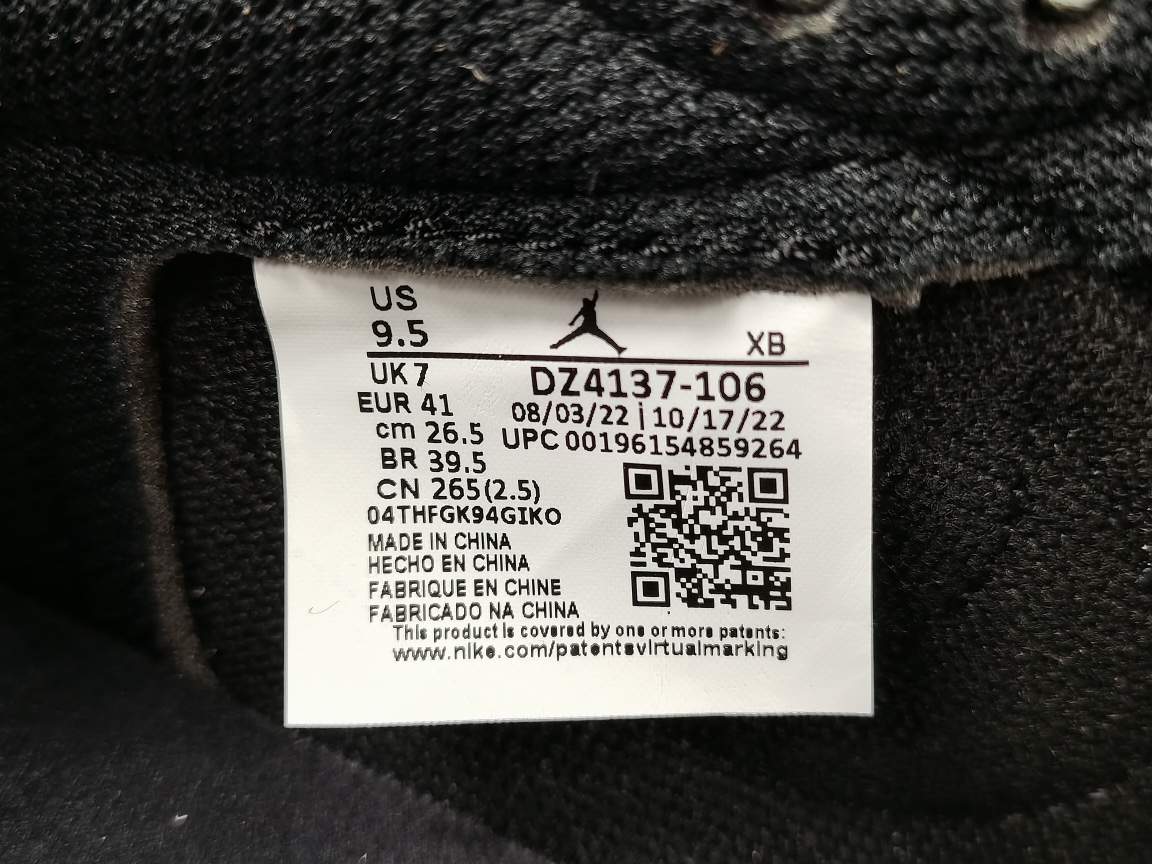 US
9.5
XB
UK 7
DZ4137-106
EUR 41
08/03/22 | 10/17/22
cm 26.5
UPC 00196154859264
BR 39.5
CN 265(2.5)
04THFGK94GIKO
MADE IN CHINA
HECHO EN CHINA
FABRIQUE EN CHINE
FABRICADO NA CHINA
This product is covered by one or more patents:
www.nike.com/patentsvirtualmarking